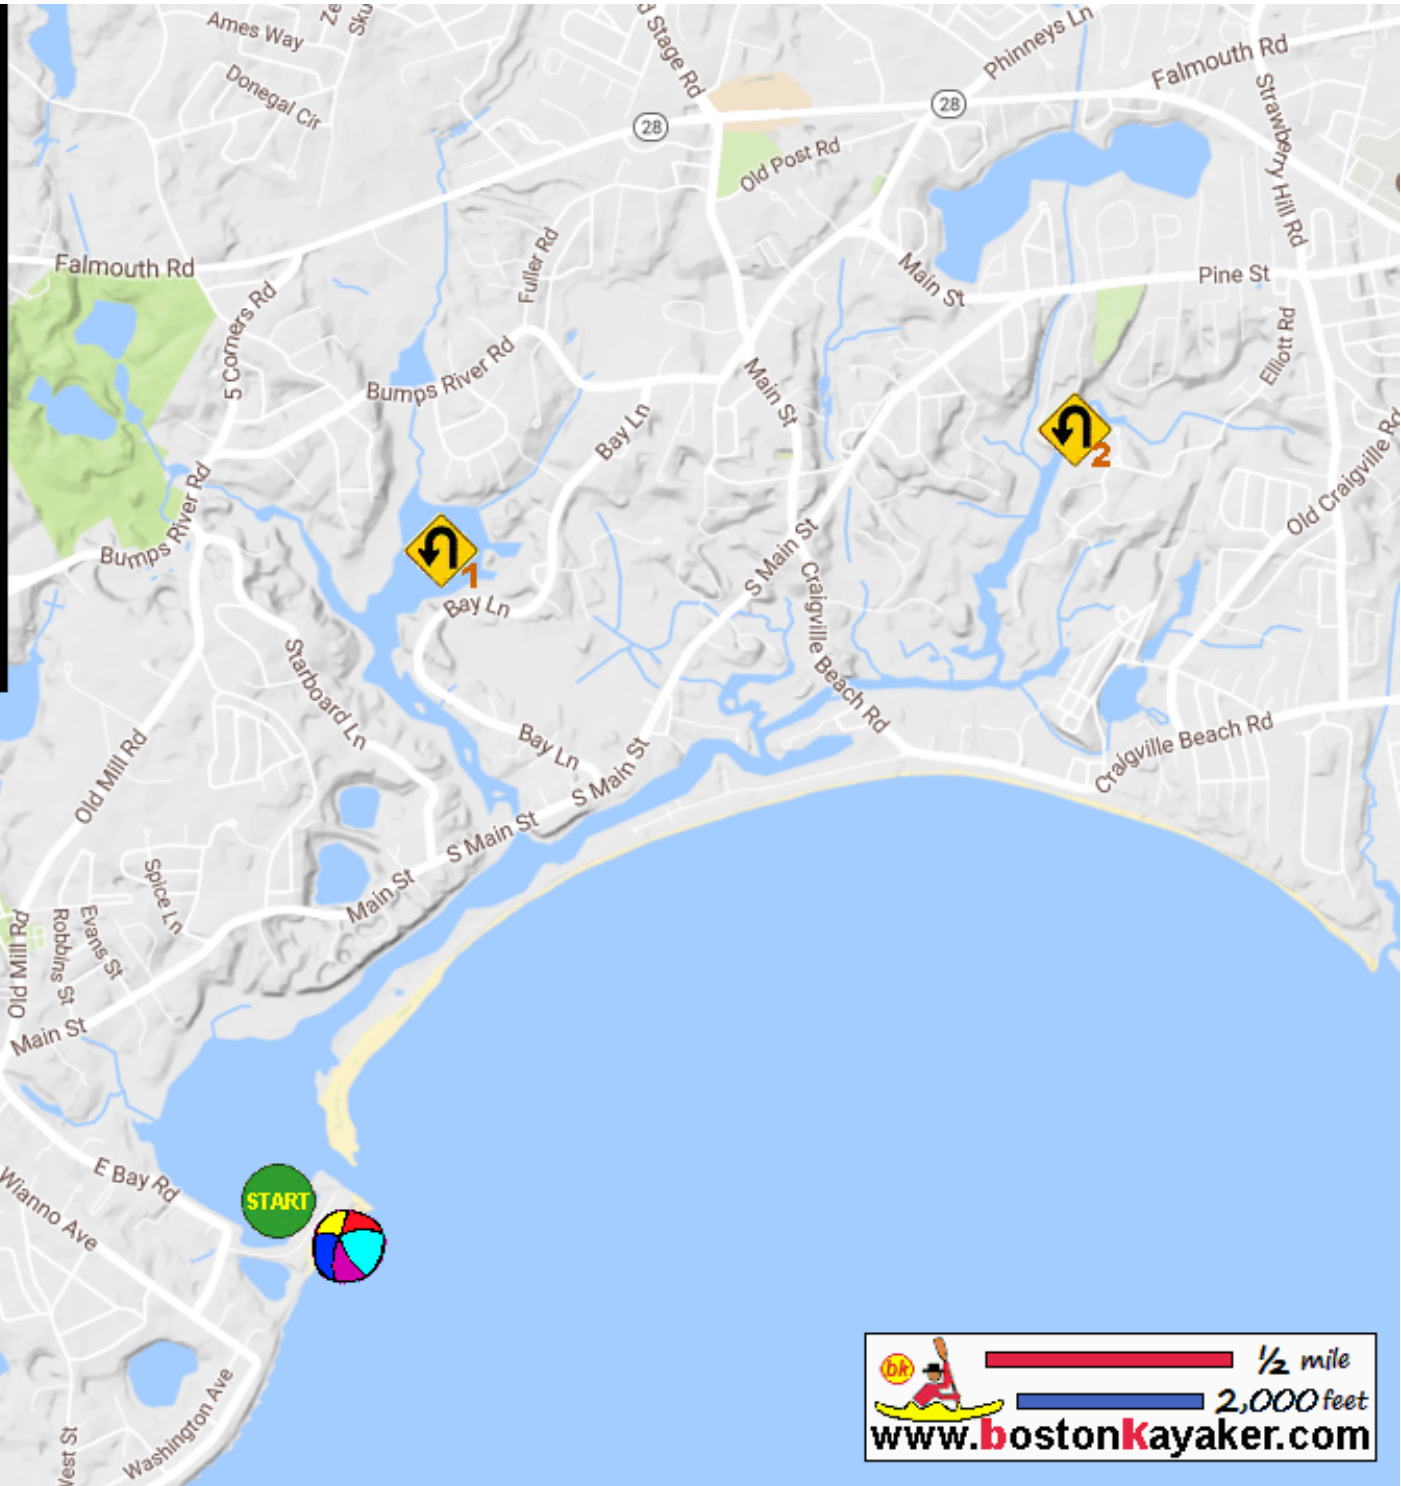 Ze
Sku
Ames Way
Donegal Cir
d Stage Rd
Phinneys Ln
Falmouth Rd
28
28
Old Post Rd
Strawberry Hill Rd
Falmouth Rd
5 Corners Rd
Fuller Rd
Main St
Pine St
Bumps River Rd
Main St
Elliott Rd
Bay Ln
2
Bumps River Rd
Old Craigville Rd
1
Bay Ln
S Main St
Craigville Beach Rd
Starboard Ln
Old Mill Rd
Bay Ln
S Main St
Craigville Beach Rd
S Main St
Spice Ln
Main St
Old Mill Rd
Robbins St
Evans St
Main St
E Bay Rd
Wianno Ave
START
Washington Ave
West St
bk
½ mile
2,000 feet
www.bostonkayaker.com